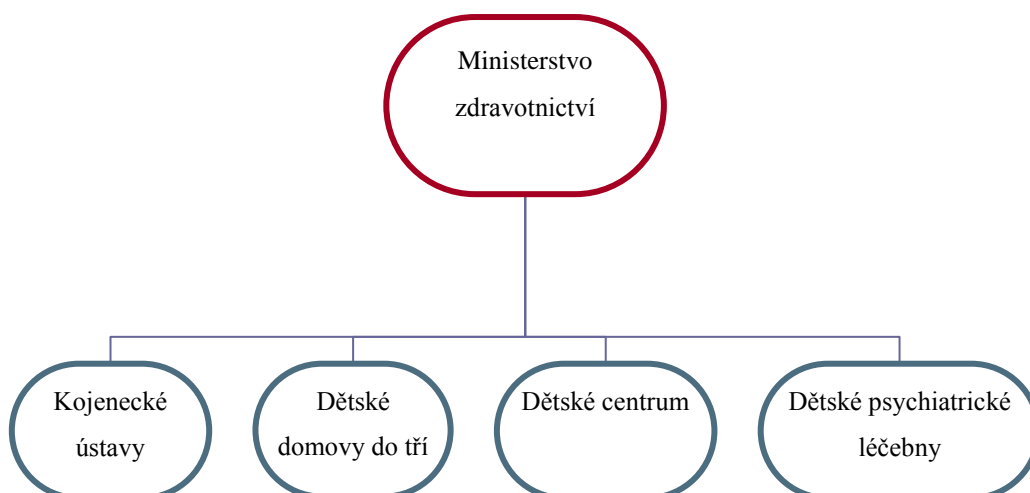 Ministerstvo
zdravotnictví
Kojenecké
ústavy
Dětské
domovy do tří
Dětské centrum
Dětské psychiatrické
léčebny